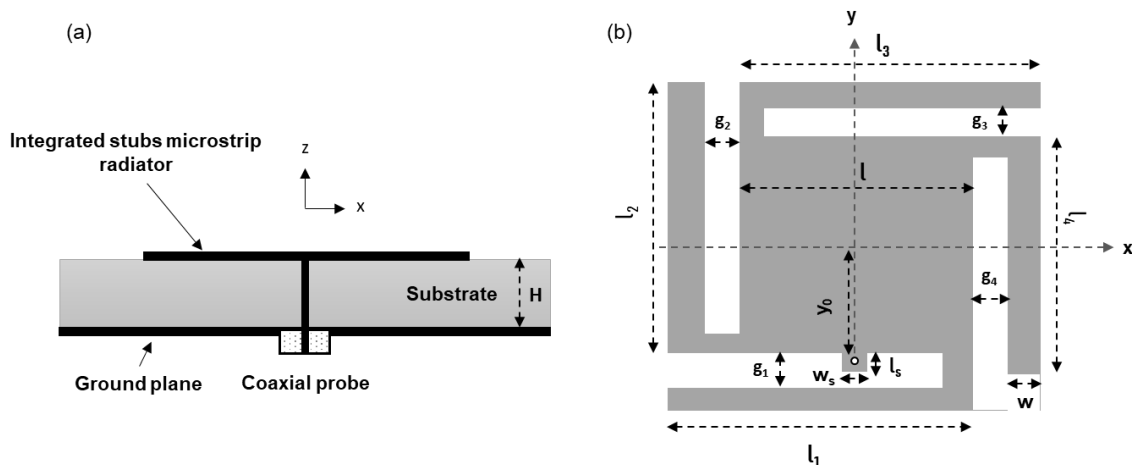 (a)
Integrated stubs microstrip
radiator
z
x
Substrate
H
Ground plane
Coaxial probe
(b)
y
l₃
g₂
g₃
l
l₂
l₄
x
y₀
g₄
g₁
wₛ
lₛ
w
l₁